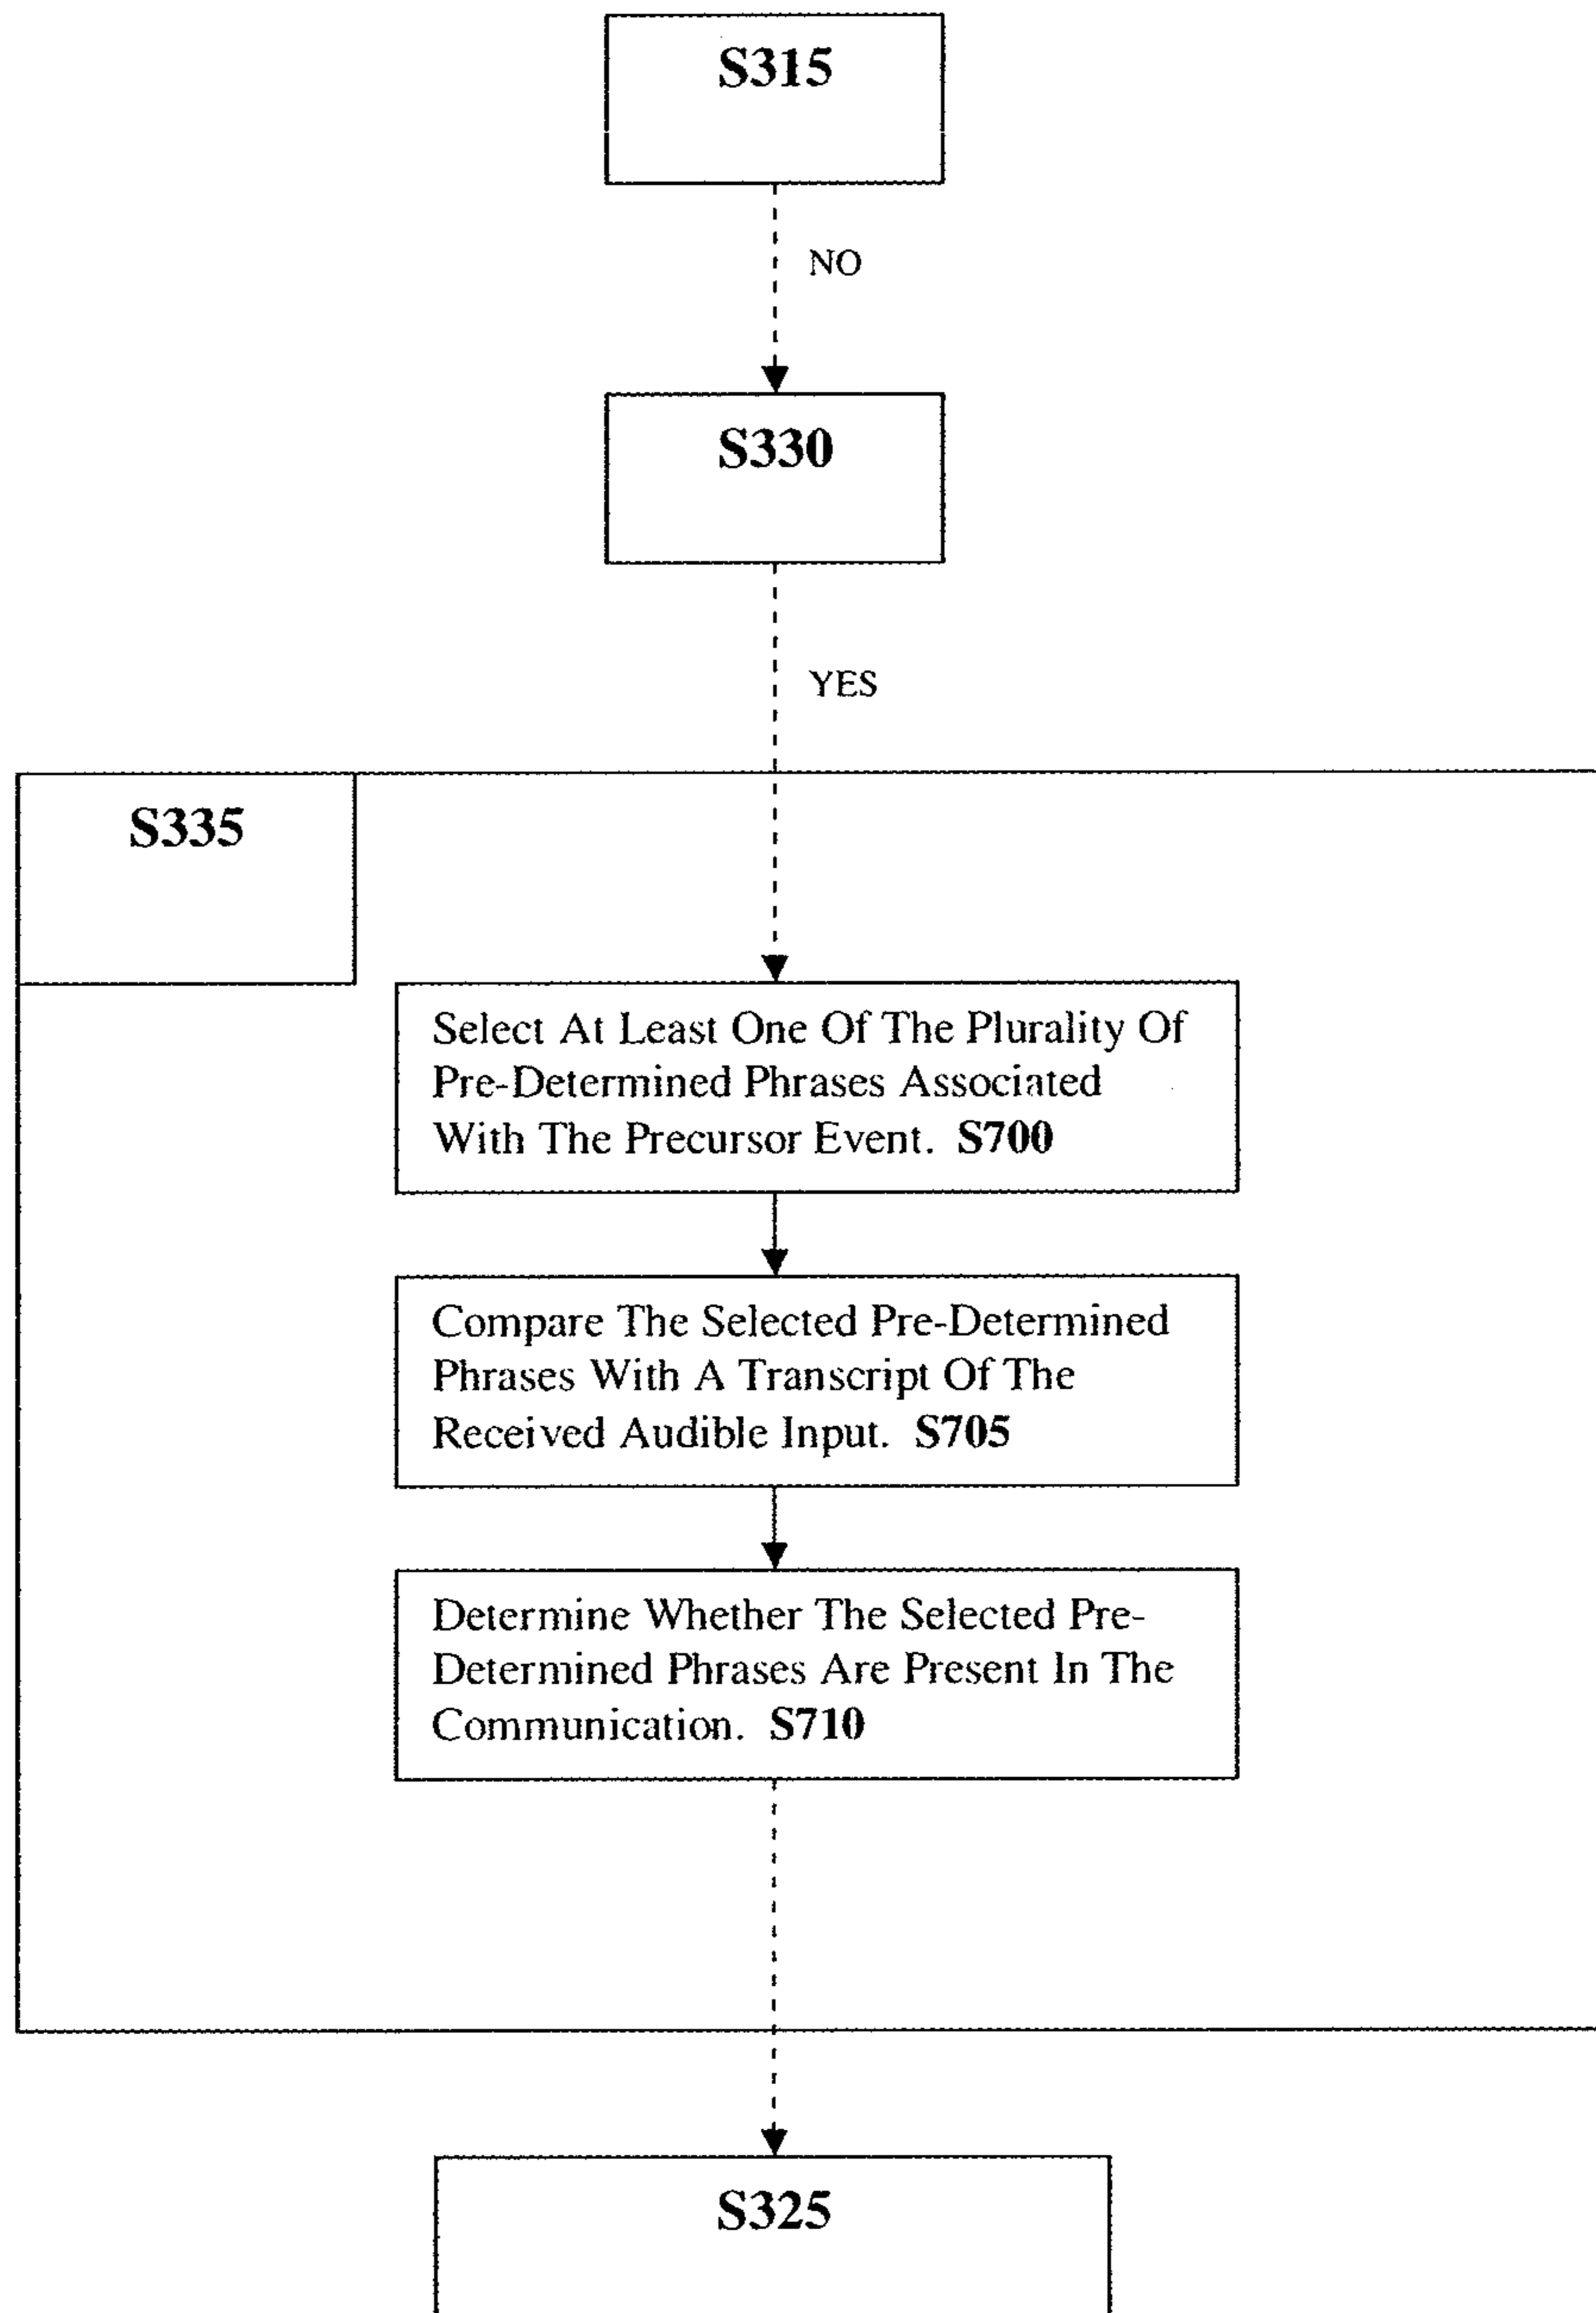 S315
NO
S330
YES
S335
Select At Least One Of The Plurality Of
Pre-Determined Phrases Associated
With The Precursor Event. S700
Compare The Selected Pre-Determined
Phrases With A Transcript Of The
Received Audible Input. S705
Determine Whether The Selected Pre-
Determined Phrases Are Present In The
Communication. S710
S325